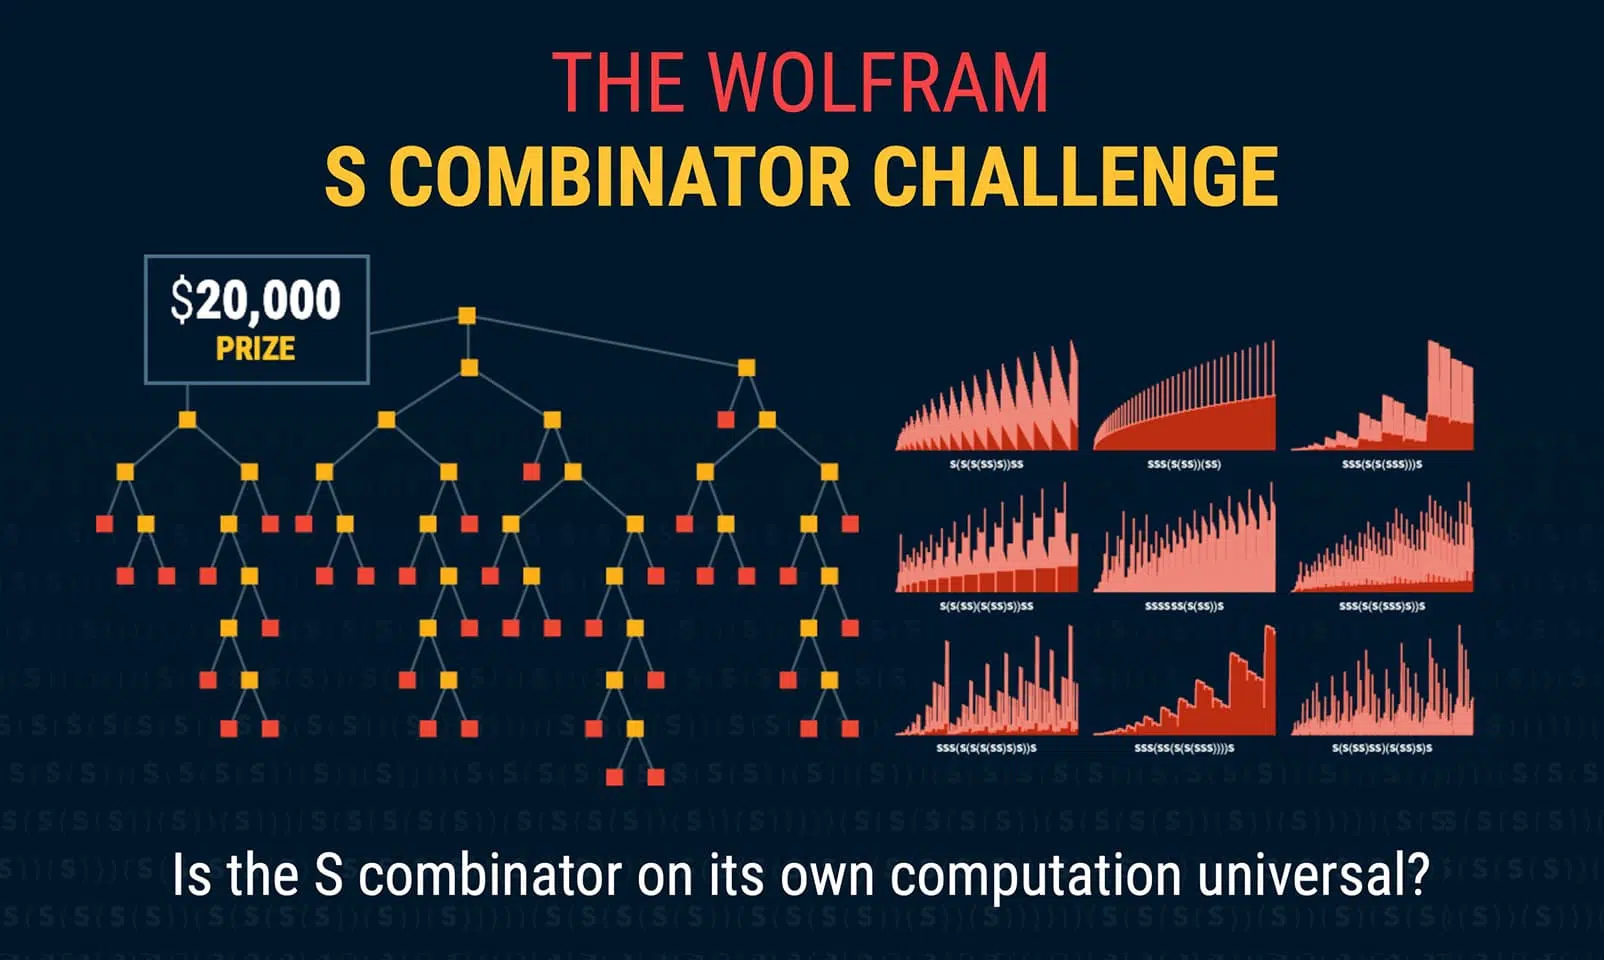 THE WOLFRAM
S COMBINATOR CHALLENGE
$20,000
PRIZE
s(s(s(ss)s))ss
sss(s(ss))(ss)
sss(s(s(sss)))s
s(s(ss)(s(ss)s))ss
ssssss(s(ss))s
sss(s(s(sss)s))s
sss(s(s(s(ss)s)s))s
sss(ss(s(s(sss))))s
s(s(ss)ss)(s(ss)s)s
Is the S combinator on its own computation universal?